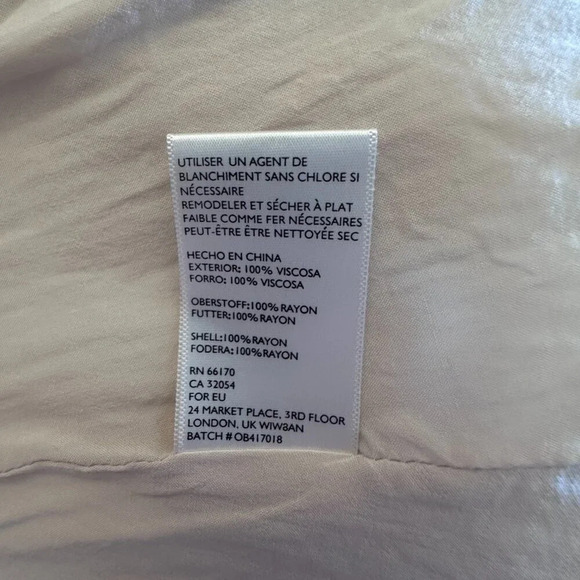 UTILISER UN AGENT DE
BLANCHIMENT SANS CHLORE SI
NÉCESSAIRE
REMODELER ET SÉCHER À PLAT
FAIBLE COMME FER NÉCESSAIRES
PEUT-ÊTRE ÊTRE NETTOYÉE SEC
HECHO EN CHINA
EXTERIOR: 100% VISCOSA
FORRO: 100% VISCOSA
OBERSTOFF:100% RAYON
FUTTER:100% RAYON
SHELL:100% RAYON
FODERA:100% RAYON
RN 66170
CA 32054
FOR EU
24 MARKET PLACE, 3RD FLOOR
LONDON, UK WIW8AN
BATCH # OB417018